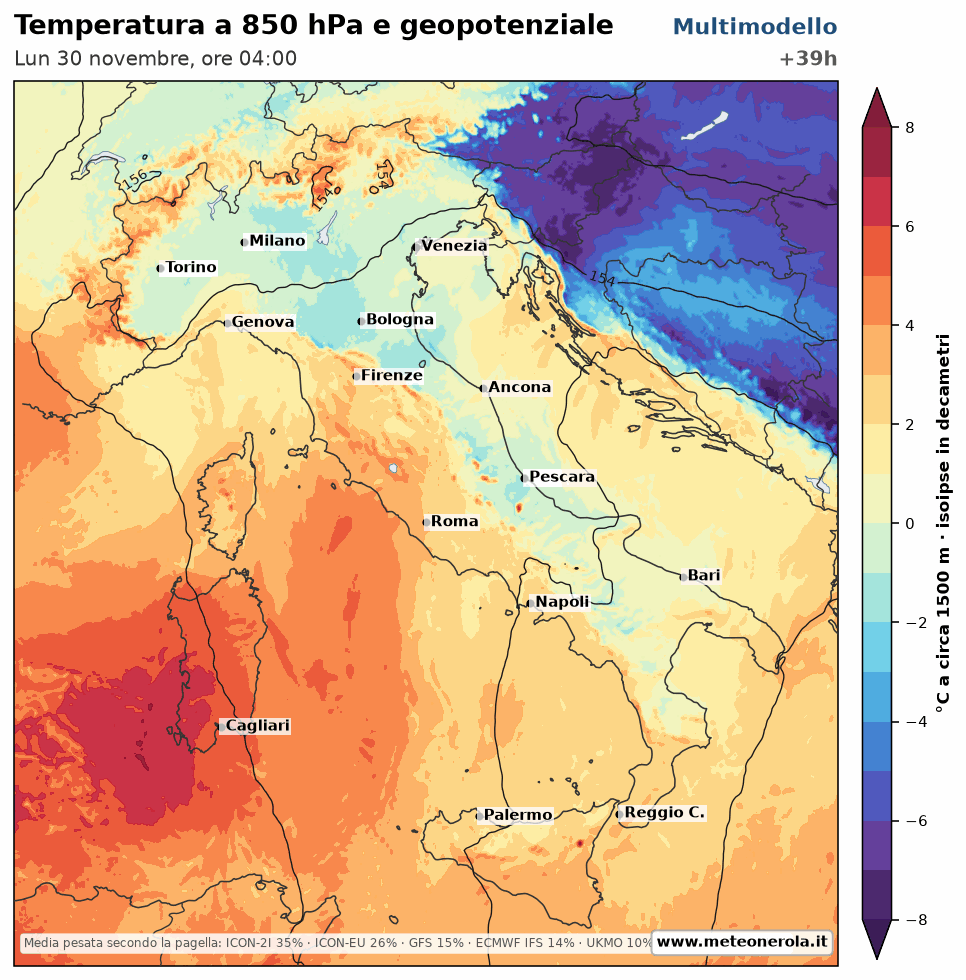 Temperatura a 850 hPa e geopotenziale
Multimodello
Lun 30 novembre, ore 04:00
+39h
156
154
154
154
Milano
Venezia
Torino
Genova
Bologna
Firenze
Ancona
Pescara
Roma
Bari
Napoli
Cagliari
Palermo
Reggio C.
8
6
4
2
0
−2
−4
−6
−8
°C a circa 1500 m · isoipse in decametri
Media pesata secondo la pagella: ICON-2I 35% · ICON-EU 26% · GFS 15% · ECMWF IFS 14% · UKMO 10%
www.meteonerola.it